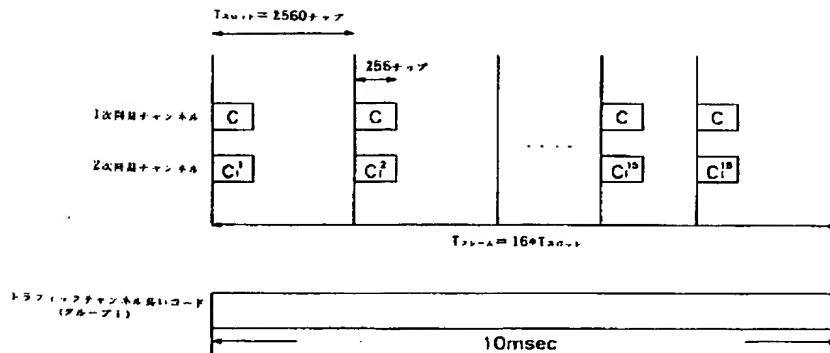 Tスロット=2560チップ
256チップ
1次同期チャンネル
C
C
C
C
2次同期チャンネル
Ci¹
Ci²
....
Ci¹⁵
Ci¹⁶
Tフレーム=16*Tスロット
トラフィックチャンネル長いコード
(グループi)
10msec